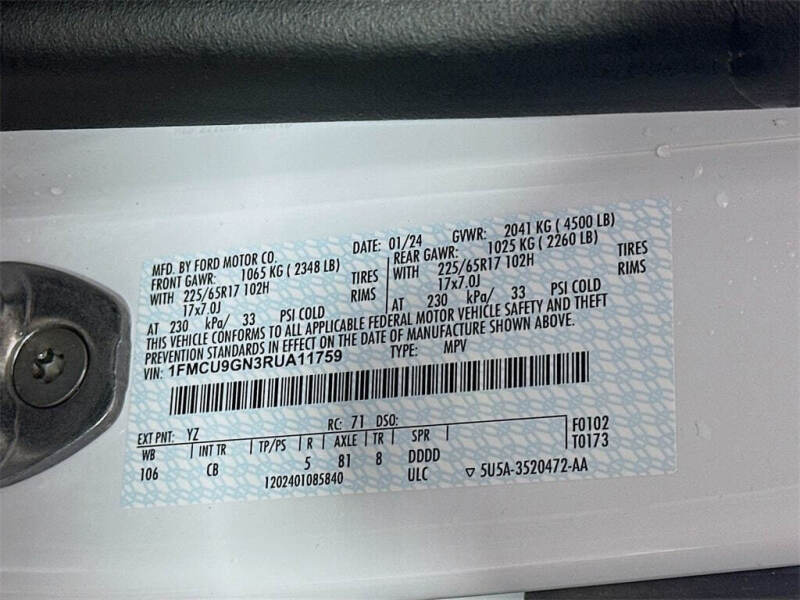 MFD. BY FORD MOTOR CO. DATE: 01/24 GVWR: 2041 KG ( 4500 LB)
FRONT GAWR: 1065 KG ( 2348 LB) REAR GAWR: 1025 KG ( 2260 LB)
WITH 225/65R17 102H TIRES WITH 225/65R17 102H TIRES
17x7.0J RIMS 17x7.0J RIMS
AT 230 kPa/ 33 PSI COLD AT 230 kPa/ 33 PSI COLD
THIS VEHICLE CONFORMS TO ALL APPLICABLE FEDERAL MOTOR VEHICLE SAFETY AND THEFT
PREVENTION STANDARDS IN EFFECT ON THE DATE OF MANUFACTURE SHOWN ABOVE.
VIN: 1FMCU9GN3RUA11759 TYPE: MPV
EXT PNT: YZ RC: 71 DSO: F0102
WB INT TR TP/PS R AXLE TR SPR T0173
106 CB 5 81 8 DDDD
1202401085840 ULC ▽ 5U5A-3520472-AA